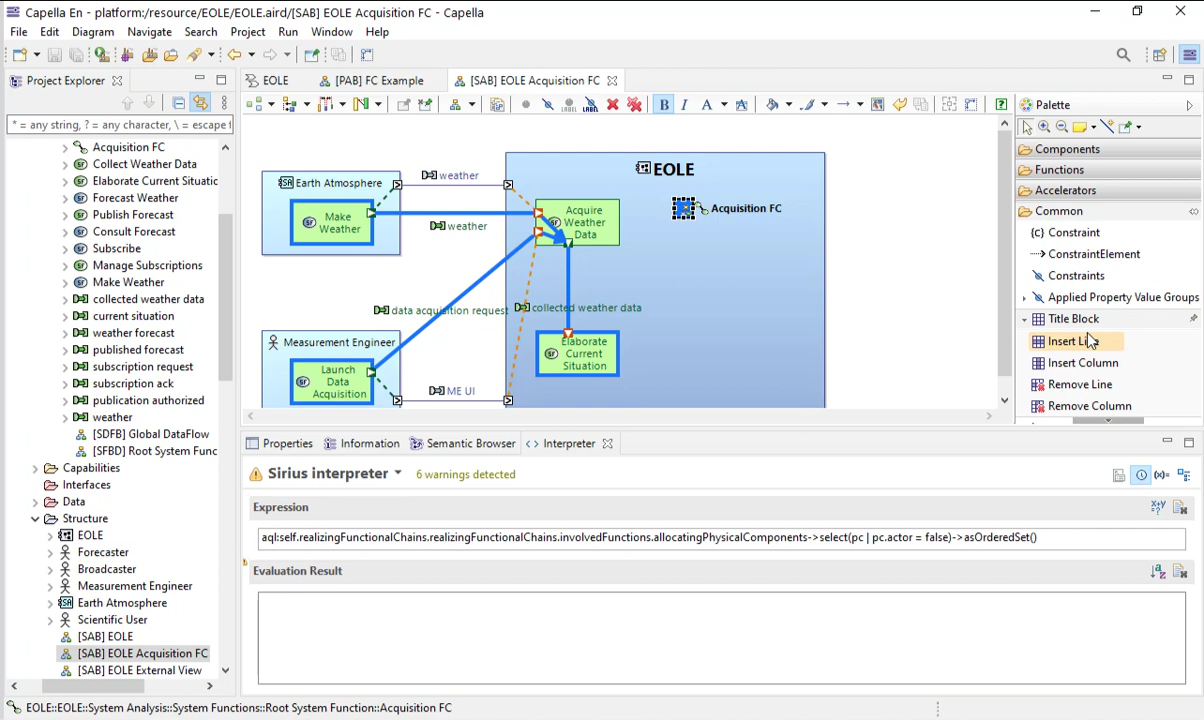 Capella En - platform:/resource/EOLE/EOLE.aird/[SAB] EOLE Acquisition FC - Capella
File Edit Diagram Navigate Search Project Run Window Help
Project Explorer
* = any string, ? = any character, \ = escape f
Acquisition FC
Collect Weather Data
Elaborate Current Situatic
Forecast Weather
Publish Forecast
Consult Forecast
Subscribe
Manage Subscriptions
Make Weather
collected weather data
current situation
weather forecast
published forecast
subscription request
subscription ack
publication authorized
weather
[SDFB] Global DataFlow
[SFBD] Root System Func
Capabilities
Interfaces
Data
Structure
EOLE
Forecaster
Broadcaster
Measurement Engineer
Earth Atmosphere
Scientific User
[SAB] EOLE
[SAB] EOLE Acquisition FC
[SAB] EOLE External View
EOLE [PAB] FC Example [SAB] EOLE Acquisition FC
B I A
LABEL LABEL
Earth Atmosphere
SA
Make
Weather
SF
weather
weather
EOLE
Acquire
Weather
Data
SF
Acquisition FC
data acquisition request
collected weather data
Measurement Engineer
Launch
Data
Acquisition
SF
ME UI
Elaborate
Current
Situation
SF
Palette
Components
Functions
Accelerators
Common
(c) Constraint
ConstraintElement
Constraints
Applied Property Value Groups
Title Block
Insert Line
Insert Column
Remove Line
Remove Column
Properties Information Semantic Browser Interpreter
Sirius interpreter 6 warnings detected
Expression
aql:self.realizingFunctionalChains.realizingFunctionalChains.involvedFunctions.allocatingPhysicalComponents->select(pc | pc.actor = false)->asOrderedSet()
Evaluation Result
EOLE::EOLE::System Analysis::System Functions::Root System Function::Acquisition FC